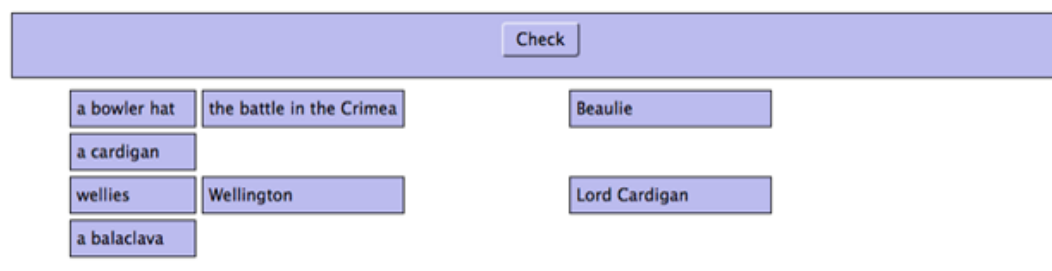 Check
a bowler hat the battle in the Crimea Beaulie
a cardigan
wellies Wellington Lord Cardigan
a balaclava